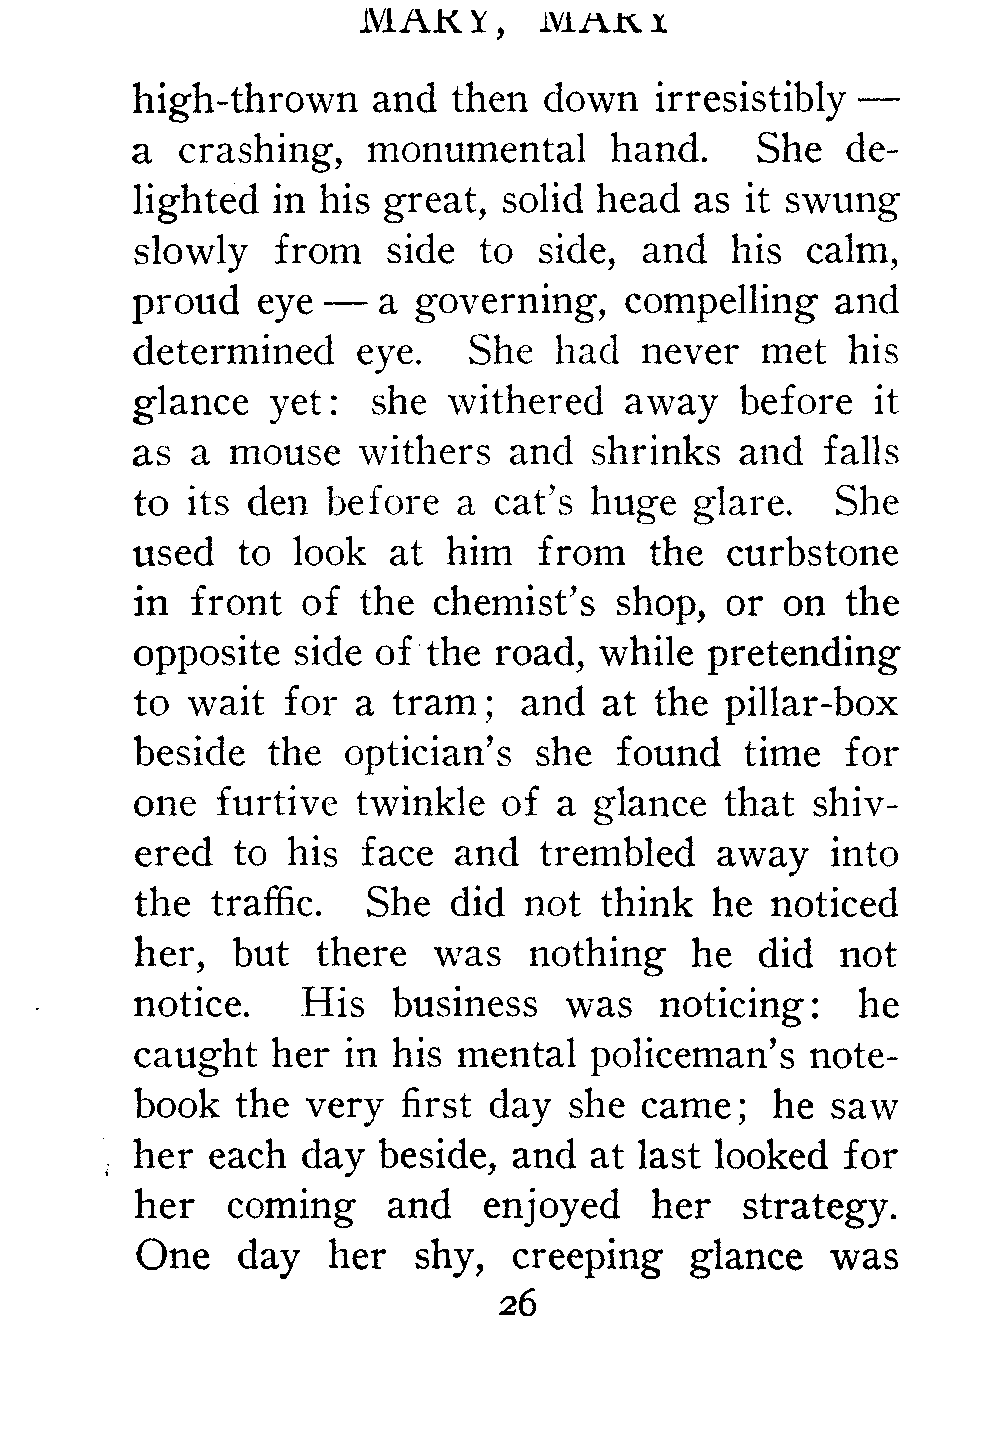 MARY, MARY
high-thrown and then down irresistibly —
a crashing, monumental hand. She de-
lighted in his great, solid head as it swung
slowly from side to side, and his calm,
proud eye — a governing, compelling and
determined eye. She had never met his
glance yet: she withered away before it
as a mouse withers and shrinks and falls
to its den before a cat's huge glare. She
used to look at him from the curbstone
in front of the chemist's shop, or on the
opposite side of the road, while pretending
to wait for a tram; and at the pillar-box
beside the optician's she found time for
one furtive twinkle of a glance that shiv-
ered to his face and trembled away into
the traffic. She did not think he noticed
her, but there was nothing he did not
notice. His business was noticing: he
caught her in his mental policeman's note-
book the very first day she came; he saw
her each day beside, and at last looked for
her coming and enjoyed her strategy.
One day her shy, creeping glance was
26